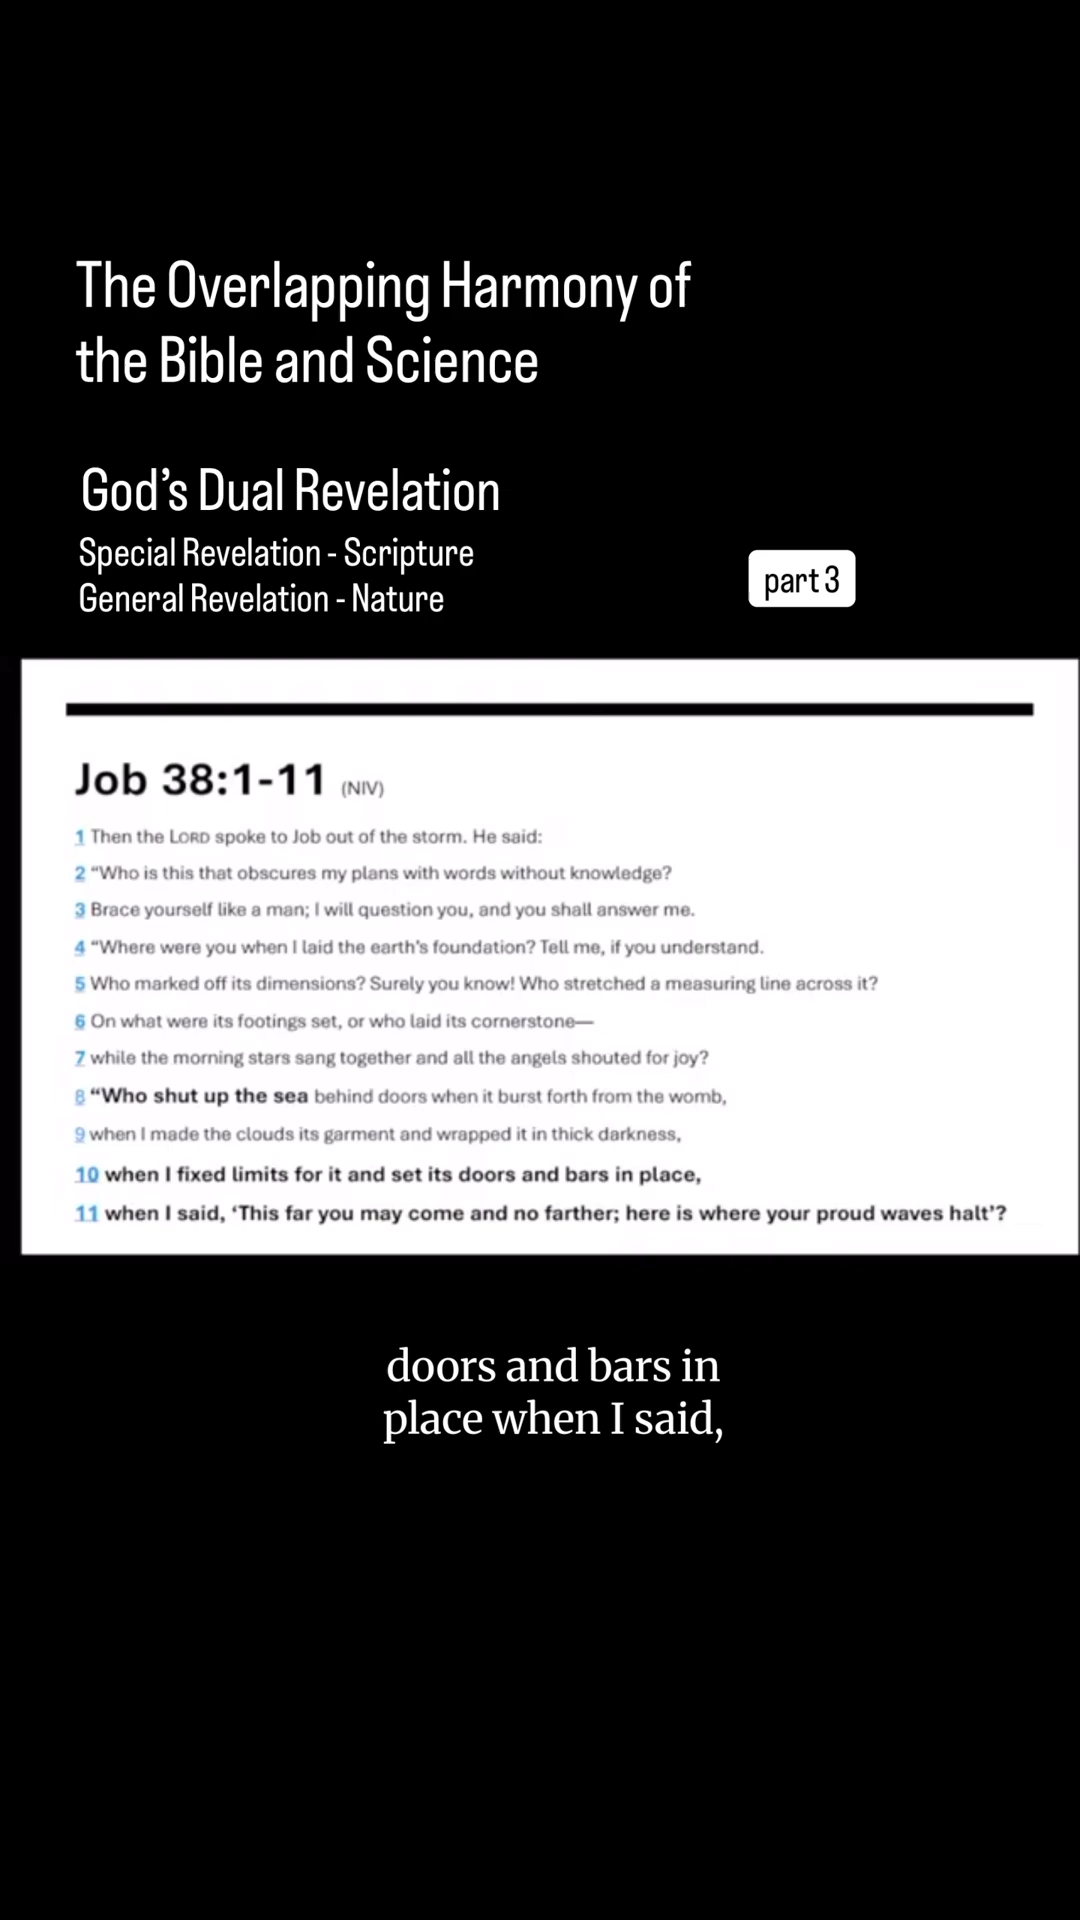 The Overlapping Harmony of
the Bible and Science
God's Dual Revelation
Special Revelation - Scripture
General Revelation - Nature
part 3
Job 38:1-11 (NIV)
1 Then the LORD spoke to Job out of the storm. He said:
2 "Who is this that obscures my plans with words without knowledge?
3 Brace yourself like a man; I will question you, and you shall answer me.
4 "Where were you when I laid the earth's foundation? Tell me, if you understand.
5 Who marked off its dimensions? Surely you know! Who stretched a measuring line across it?
6 On what were its footings set, or who laid its cornerstone—
7 while the morning stars sang together and all the angels shouted for joy?
8 "Who shut up the sea behind doors when it burst forth from the womb,
9 when I made the clouds its garment and wrapped it in thick darkness,
10 when I fixed limits for it and set its doors and bars in place,
11 when I said, 'This far you may come and no farther; here is where your proud waves halt'?
doors and bars in
place when I said,